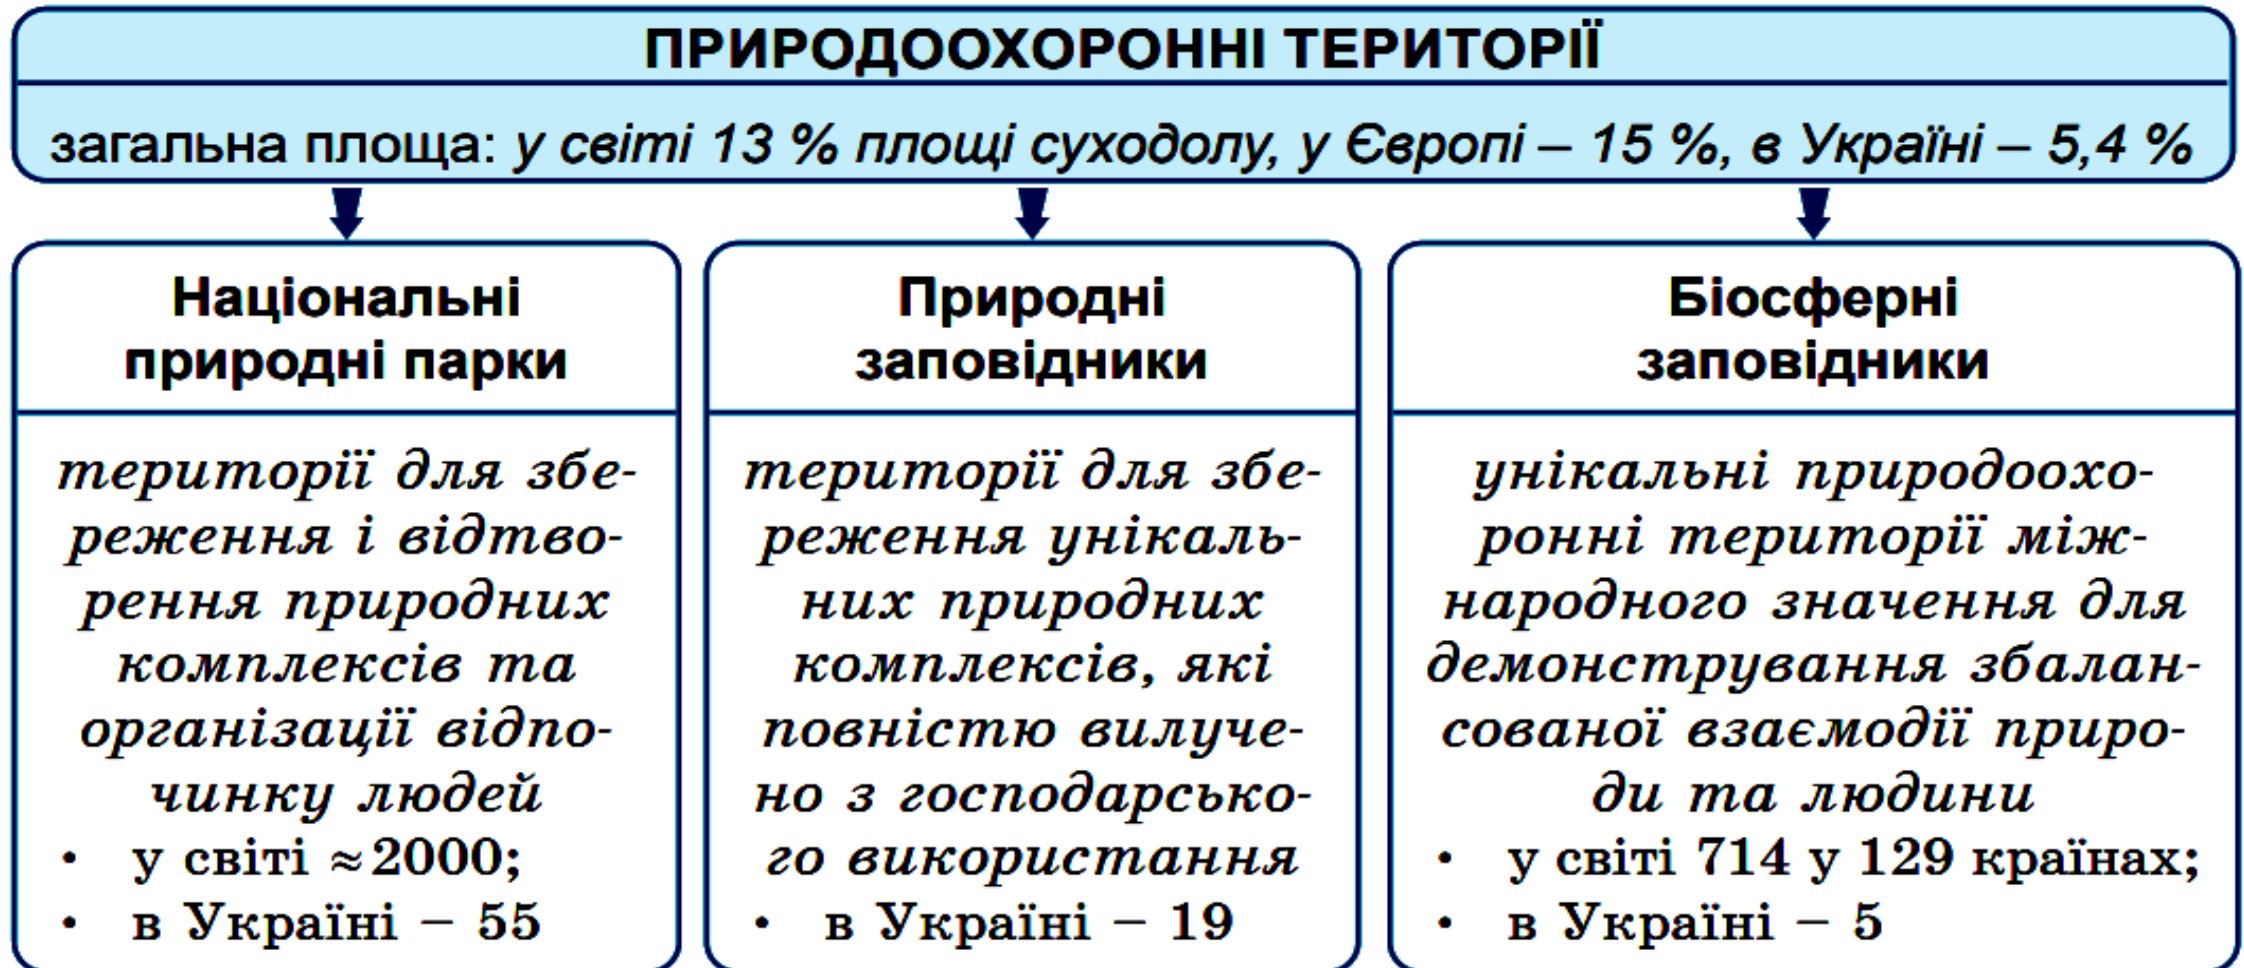 ПРИРОДООХОРОННІ ТЕРИТОРІЇ
загальна площа: у світі 13 % площі суходолу, у Європі – 15 %, в Україні – 5,4 %
Національні
природні парки
території для збе-
реження і відтво-
рення природних
комплексів та
організації відпо-
чинку людей
• у світі ≈2000;
• в Україні – 55
Природні
заповідники
території для збе-
реження унікаль-
них природних
комплексів, які
повністю вилуче-
но з господарсько-
го використання
• в Україні – 19
Біосферні
заповідники
унікальні природоохо-
ронні території між-
народного значення для
демонстрування збалан-
сованої взаємодії приро-
ди та людини
• у світі 714 у 129 країнах;
• в Україні – 5